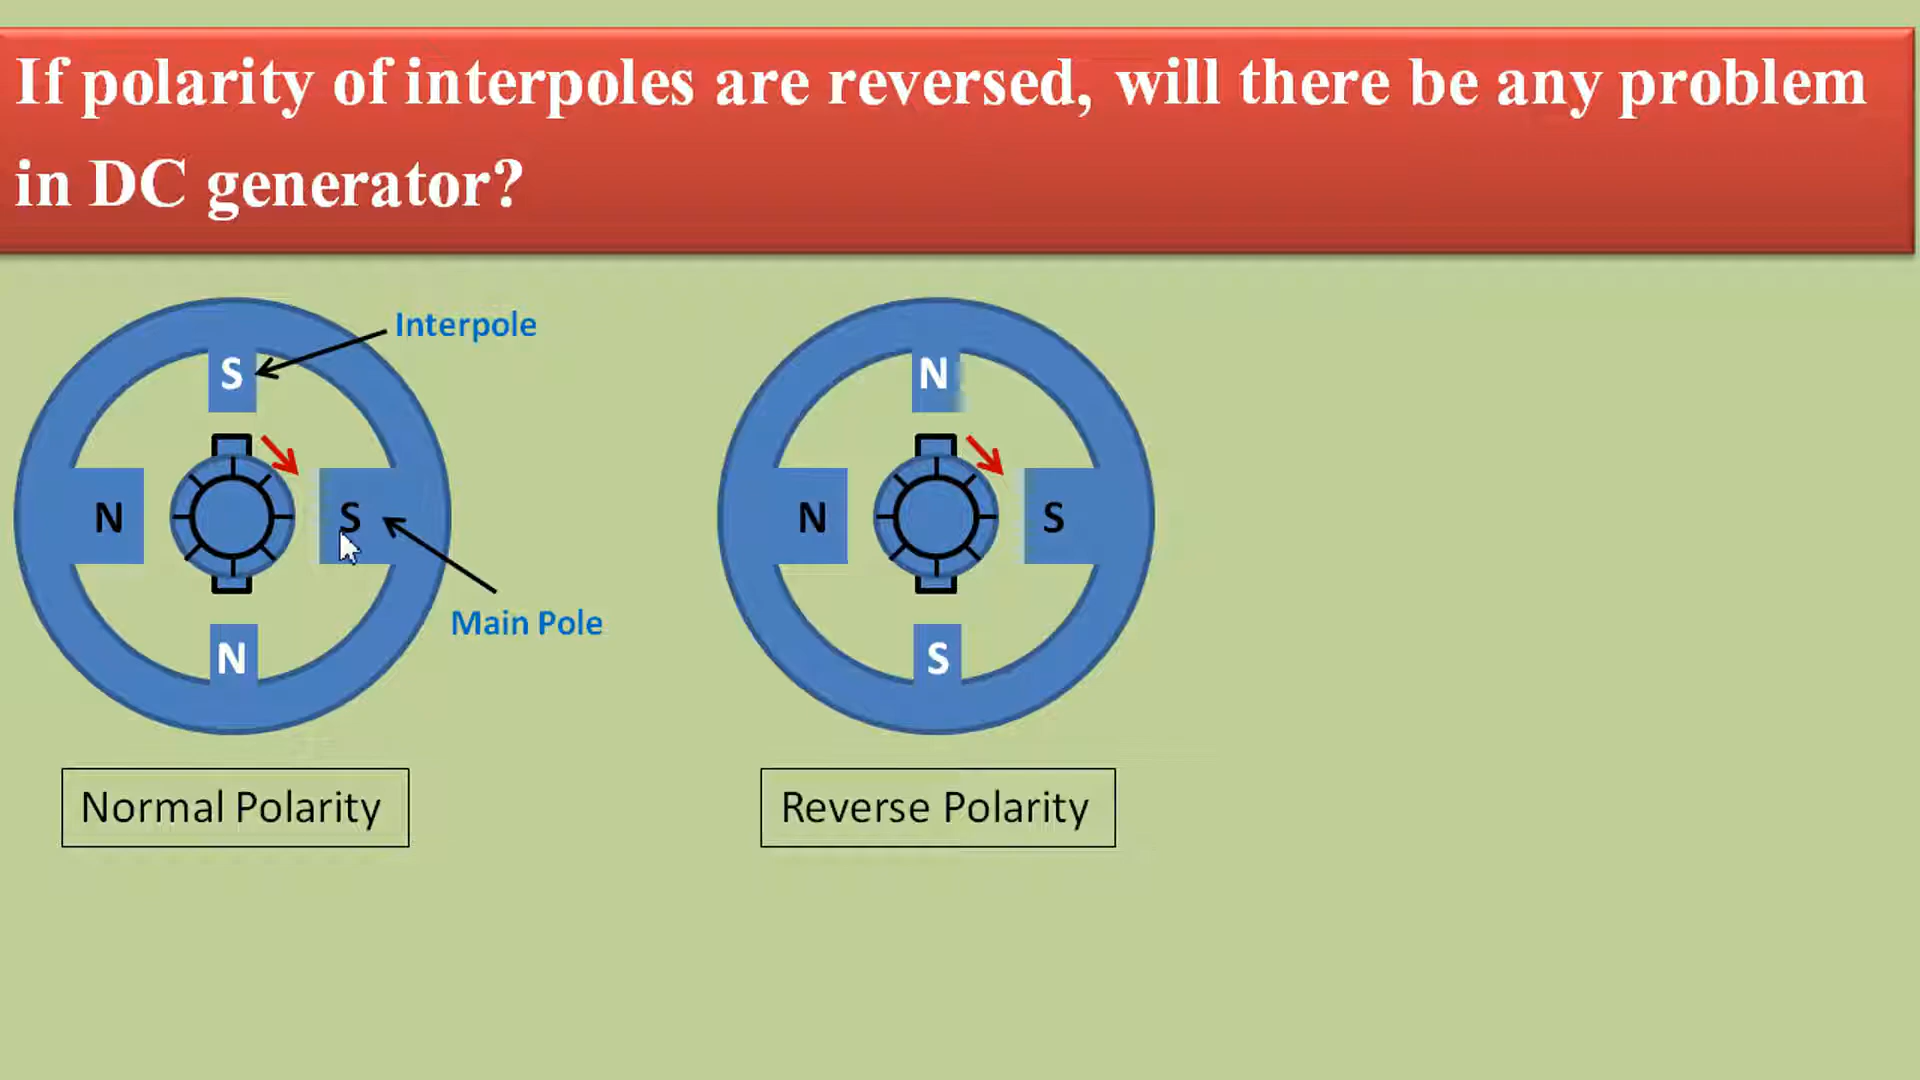 If polarity of interpoles are reversed, will there be any problem
in DC generator?
Interpole
S
N
S
Main Pole
N
Normal Polarity
N
N
S
S
Reverse Polarity